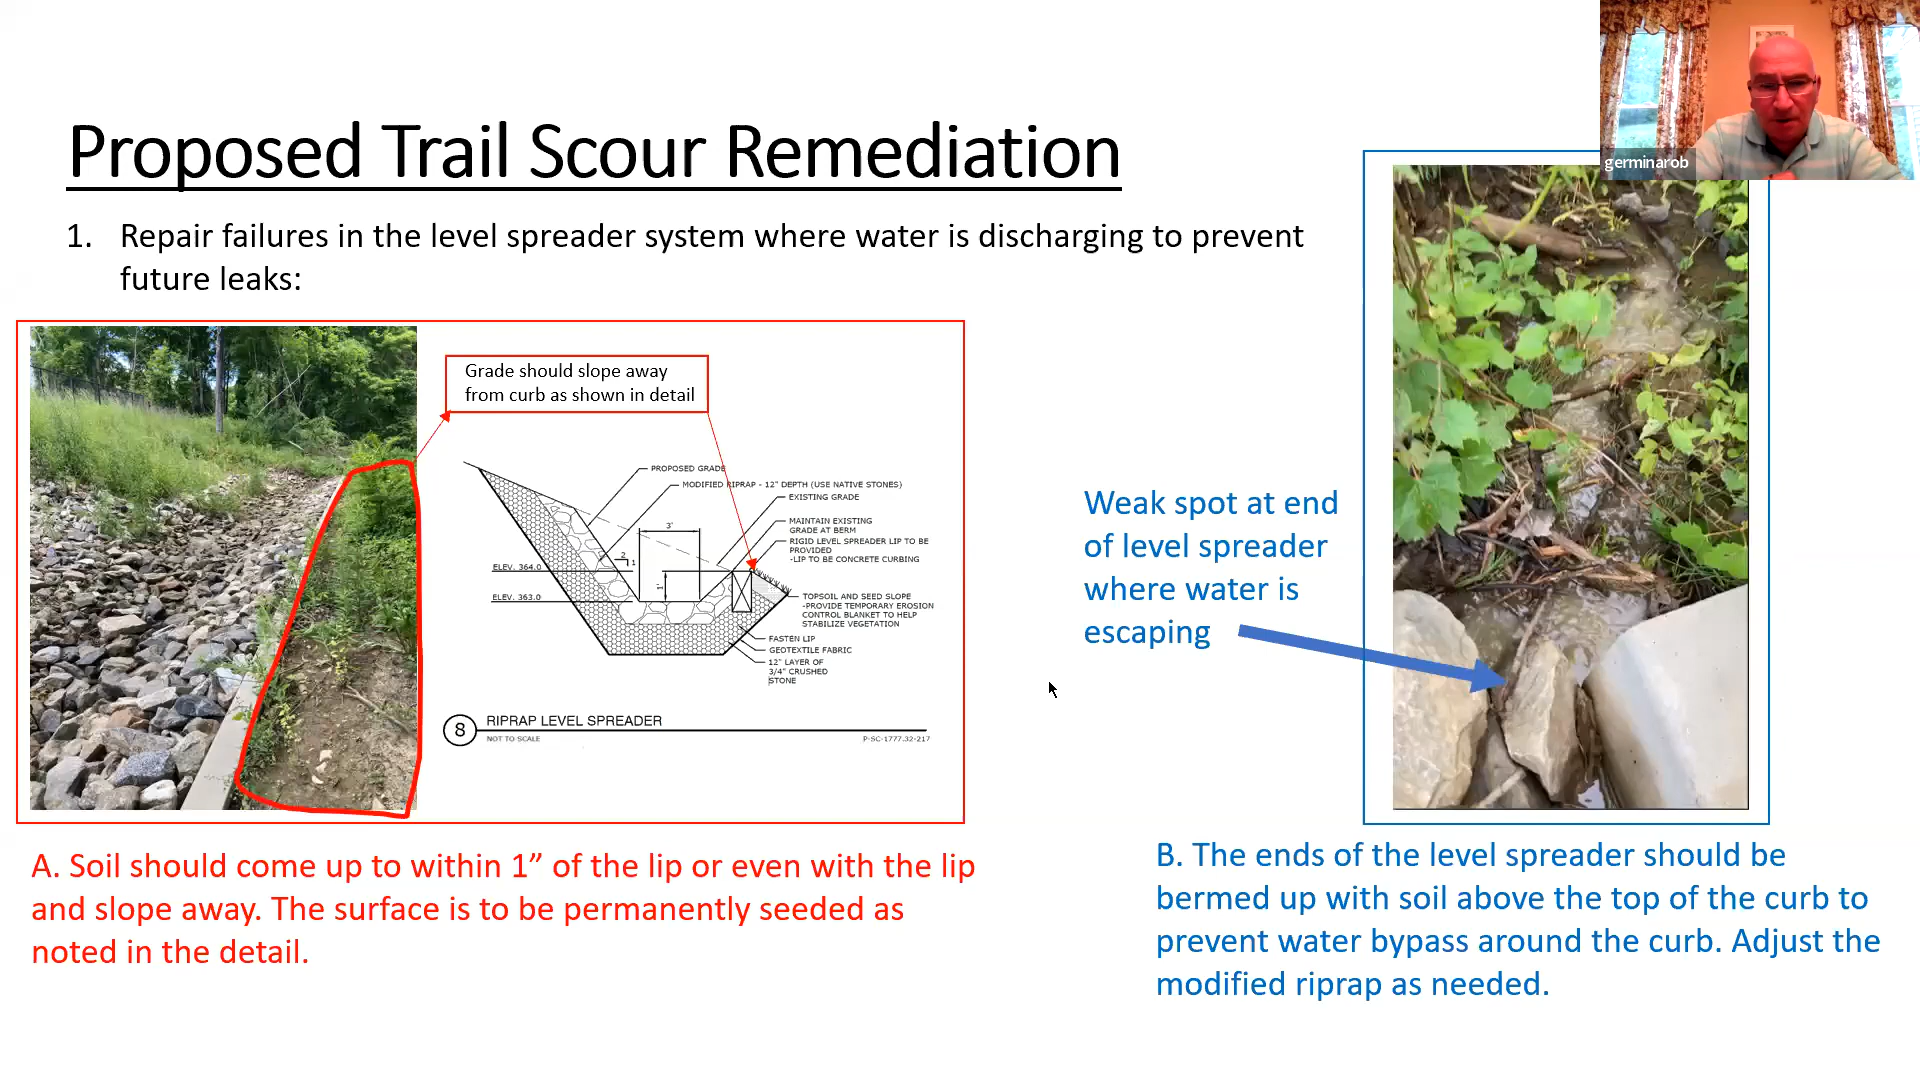 germinarob
Proposed Trail Scour Remediation
1. Repair failures in the level spreader system where water is discharging to prevent
future leaks:
Grade should slope away
from curb as shown in detail
PROPOSED GRADE
MODIFIED RIPRAP - 12" DEPTH (USE NATIVE STONES)
EXISTING GRADE
MAINTAIN EXISTING
GRADE AT BERM
RIGID LEVEL SPREADER LIP TO BE
PROVIDED
-LIP TO BE CONCRETE CURBING
3'
2
1
1'
ELEV. 364.0
ELEV. 363.0
TOPSOIL AND SEED SLOPE
-PROVIDE TEMPORARY EROSION
CONTROL BLANKET TO HELP
STABILIZE VEGETATION
FASTEN LIP
GEOTEXTILE FABRIC
12" LAYER OF
3/4" CRUSHED
STONE
8
RIPRAP LEVEL SPREADER
NOT TO SCALE
P-SC-1777.32-217
Weak spot at end
of level spreader
where water is
escaping
A. Soil should come up to within 1” of the lip or even with the lip
and slope away. The surface is to be permanently seeded as
noted in the detail.
B. The ends of the level spreader should be
bermed up with soil above the top of the curb to
prevent water bypass around the curb. Adjust the
modified riprap as needed.